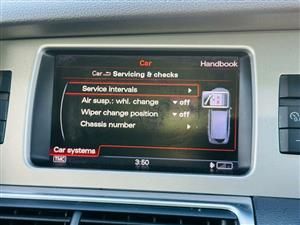 Car
Handbook
Car Servicing & checks
Service intervals
Air susp.: whl. change off
Wiper change position off
Chassis number
Car systems
TMC
3:50